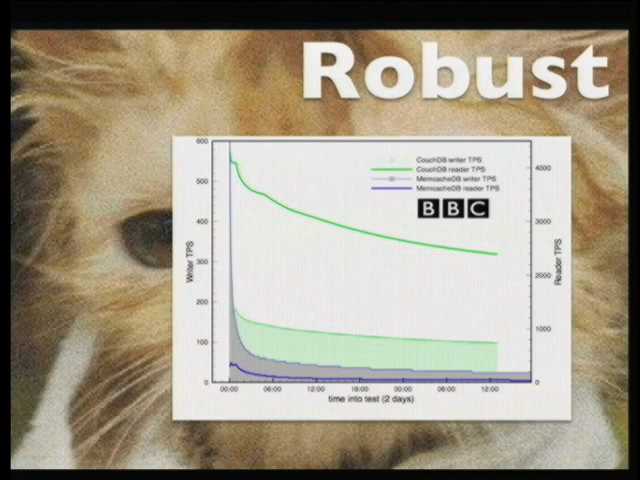 Robust
CouchDB writer TPS
CouchDB reader TPS
MemcacheDB writer TPS
MemcacheDB reader TPS
BBC
600
500
400
300
200
100
0
4000
3000
2000
1000
0
Writer TPS
Reader TPS
00:00 06:00 12:00 18:00 00:00 06:00 12:00
time into test (2 days)